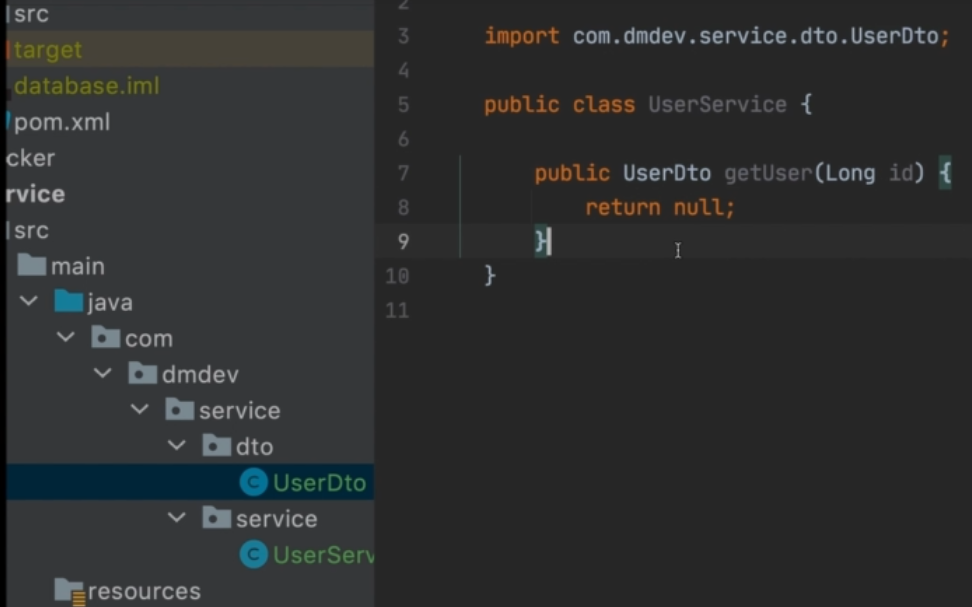 src
target
database.iml
pom.xml
cker
rvice
src
main
java
com
dmdev
service
dto
UserDto
service
UserServ
resources
2
3 import com.dmdev.service.dto.UserDto;
4
5 public class UserService {
6
7 public UserDto getUser(Long id) {
8 return null;
9 }
10 }
11